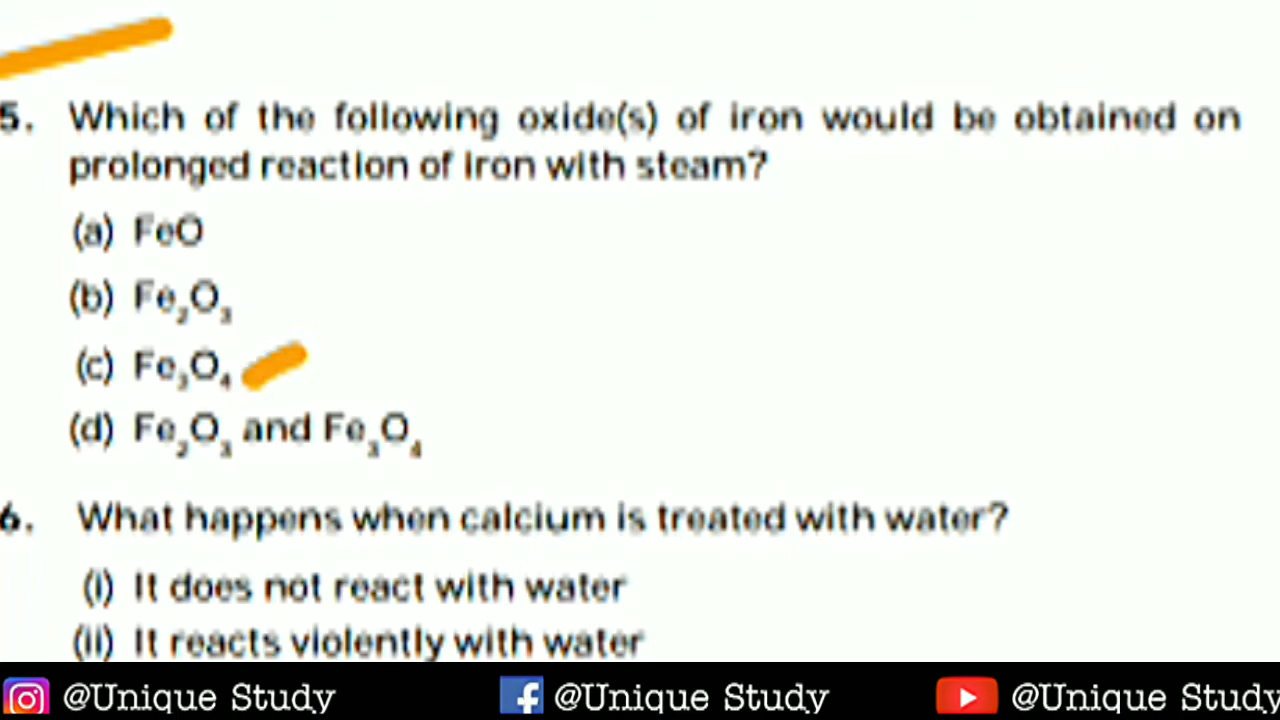 5. Which of the following oxide(s) of iron would be obtained on
prolonged reaction of iron with steam?
(a) FeO
(b) Fe₂O₃
(c) Fe₃O₄
(d) Fe₂O₃ and Fe₃O₄
6. What happens when calcium is treated with water?
(i) It does not react with water
(ii) It reacts violently with water
@Unique Study @Unique Study @Unique Study